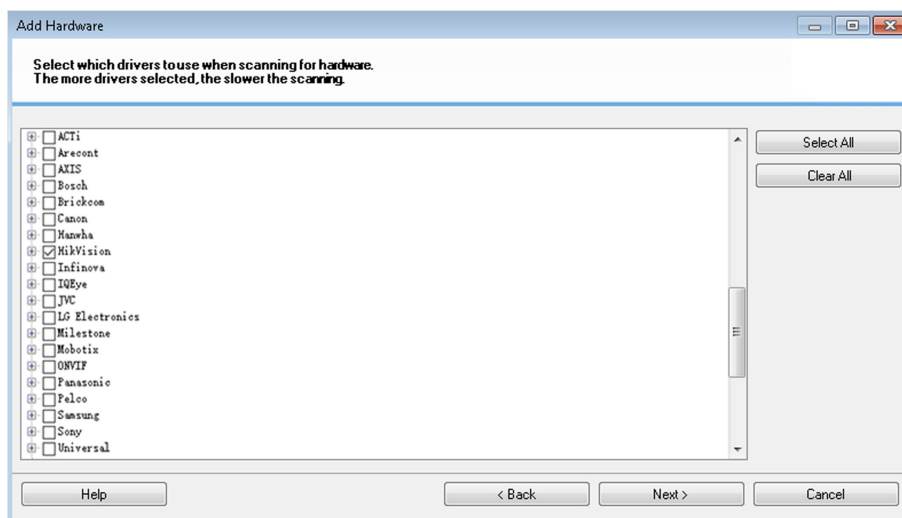 Add Hardware
Select which drivers to use when scanning for hardware.
The more drivers selected, the slower the scanning.
ACTi
Select All
Arecont
AXIS
Clear All
Bosch
Brickcom
Canon
Hanwha
HikVision
Infinova
IQEye
JVC
LG Electronics
Milestone
Mobotix
ONVIF
Panasonic
Pelco
Samsung
Sony
Universal
Help
< Back
Next >
Cancel